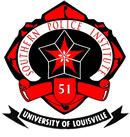 SOUTHERN POLICE INSTITUTE
51
UNIVERSITY OF LOUISVILLE